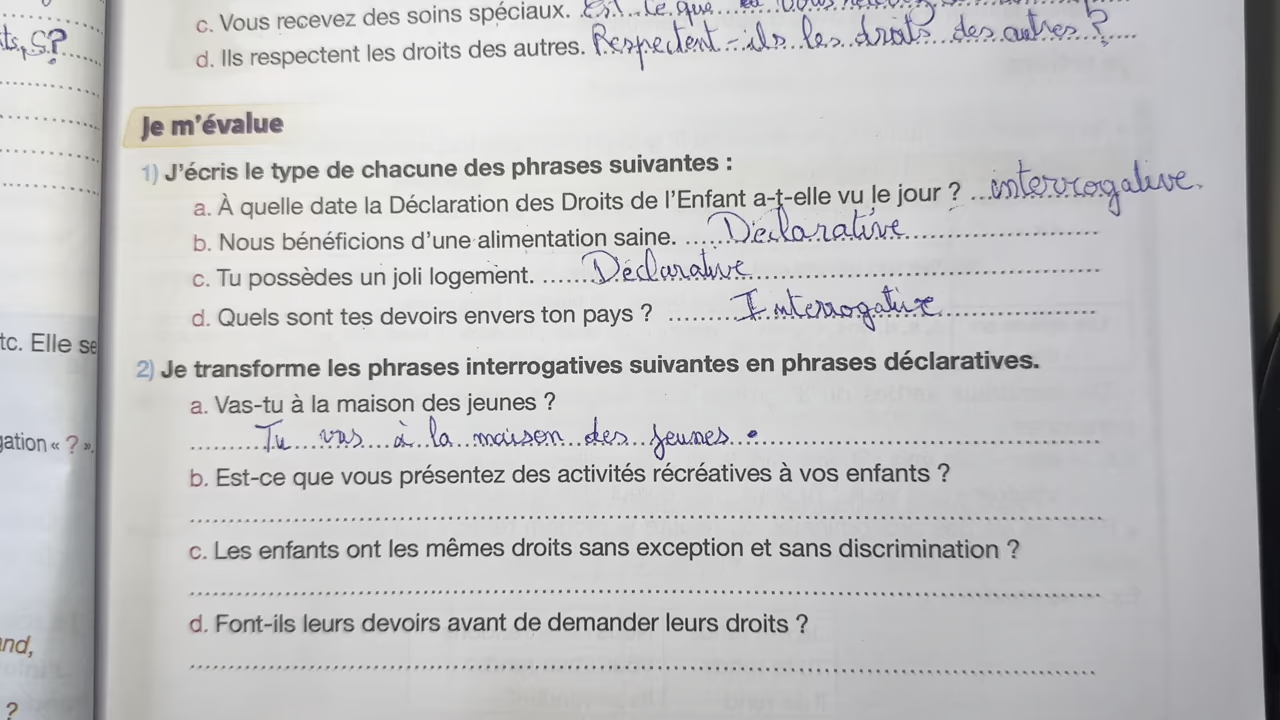 c. Vous recevez des soins spéciaux. Est ce que
d. Ils respectent les droits des autres. Respectent-ils les droits des autres ?
Je m'évalue
1) J'écris le type de chacune des phrases suivantes :
a. À quelle date la Déclaration des Droits de l'Enfant a-t-elle vu le jour ? interrogative.
b. Nous bénéficions d'une alimentation saine. Déclarative
c. Tu possèdes un joli logement. Déclarative
d. Quels sont tes devoirs envers ton pays ? Interrogative
2) Je transforme les phrases interrogatives suivantes en phrases déclaratives.
a. Vas-tu à la maison des jeunes ?
Tu vas à la maison des jeunes.
b. Est-ce que vous présentez des activités récréatives à vos enfants ?
c. Les enfants ont les mêmes droits sans exception et sans discrimination ?
d. Font-ils leurs devoirs avant de demander leurs droits ?
tc. Elle se
gation « ? ».
and,
?